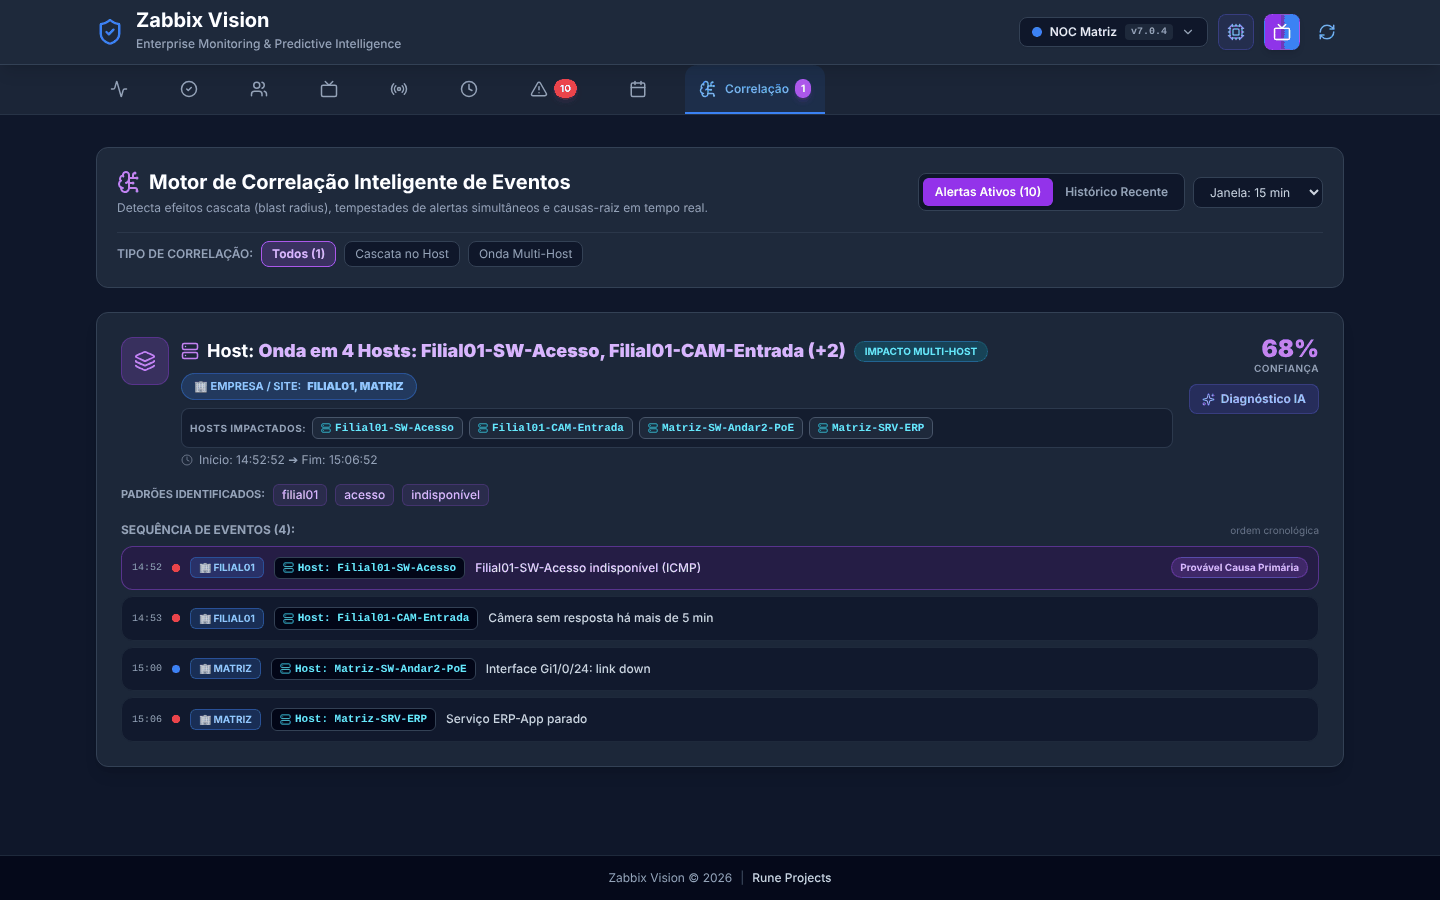 Zabbix Vision
Enterprise Monitoring & Predictive Intelligence
NOC Matriz v7.0.4
10
Correlação 1
Motor de Correlação Inteligente de Eventos
Detecta efeitos cascata (blast radius), tempestades de alertas simultâneos e causas-raiz em tempo real.
Alertas Ativos (10) Histórico Recente Janela: 15 min
TIPO DE CORRELAÇÃO: Todos (1) Cascata no Host Onda Multi-Host
Host: Onda em 4 Hosts: Filial01-SW-Acesso, Filial01-CAM-Entrada (+2) IMPACTO MULTI-HOST
68%
CONFIANÇA
EMPRESA / SITE: FILIAL01, MATRIZ
Diagnóstico IA
HOSTS IMPACTADOS: Filial01-SW-Acesso Filial01-CAM-Entrada Matriz-SW-Andar2-PoE Matriz-SRV-ERP
Início: 14:52:52 ➔ Fim: 15:06:52
PADRÕES IDENTIFICADOS: filial01 acesso indisponível
SEQUÊNCIA DE EVENTOS (4): ordem cronológica
14:52 FILIAL01 Host: Filial01-SW-Acesso Filial01-SW-Acesso indisponível (ICMP) Provável Causa Primária
14:53 FILIAL01 Host: Filial01-CAM-Entrada Câmera sem resposta há mais de 5 min
15:00 MATRIZ Host: Matriz-SW-Andar2-PoE Interface Gi1/0/24: link down
15:06 MATRIZ Host: Matriz-SRV-ERP Serviço ERP-App parado
Zabbix Vision © 2026 | Rune Projects